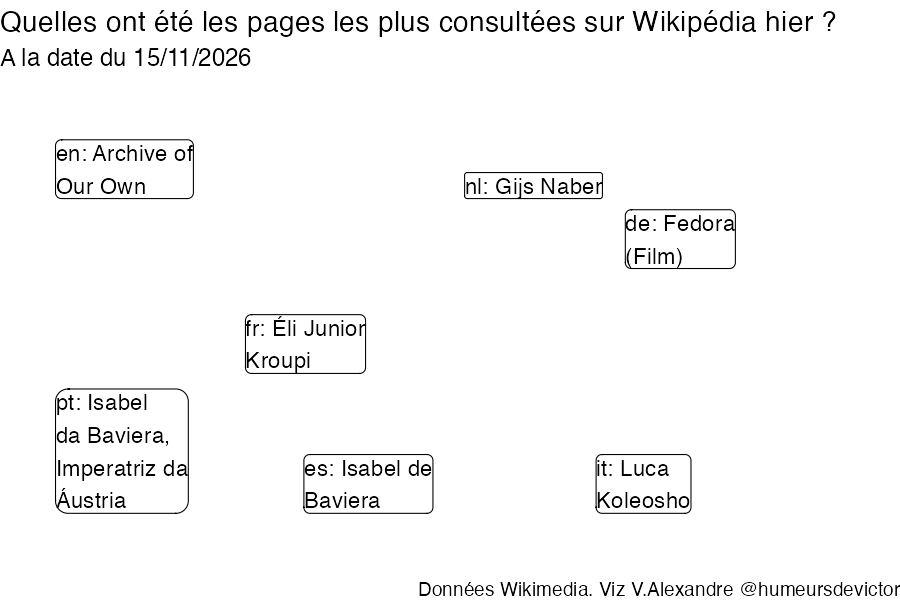 Quelles ont été les pages les plus consultées sur Wikipédia hier ?
A la date du 15/11/2026
en: Archive of
Our Own
nl: Gijs Naber
de: Fedora
(Film)
fr: Éli Junior
Kroupi
pt: Isabel
da Baviera,
Imperatriz da
Áustria
es: Isabel de
Baviera
it: Luca
Koleosho
Données Wikimedia. Viz V.Alexandre @humeursdevictor